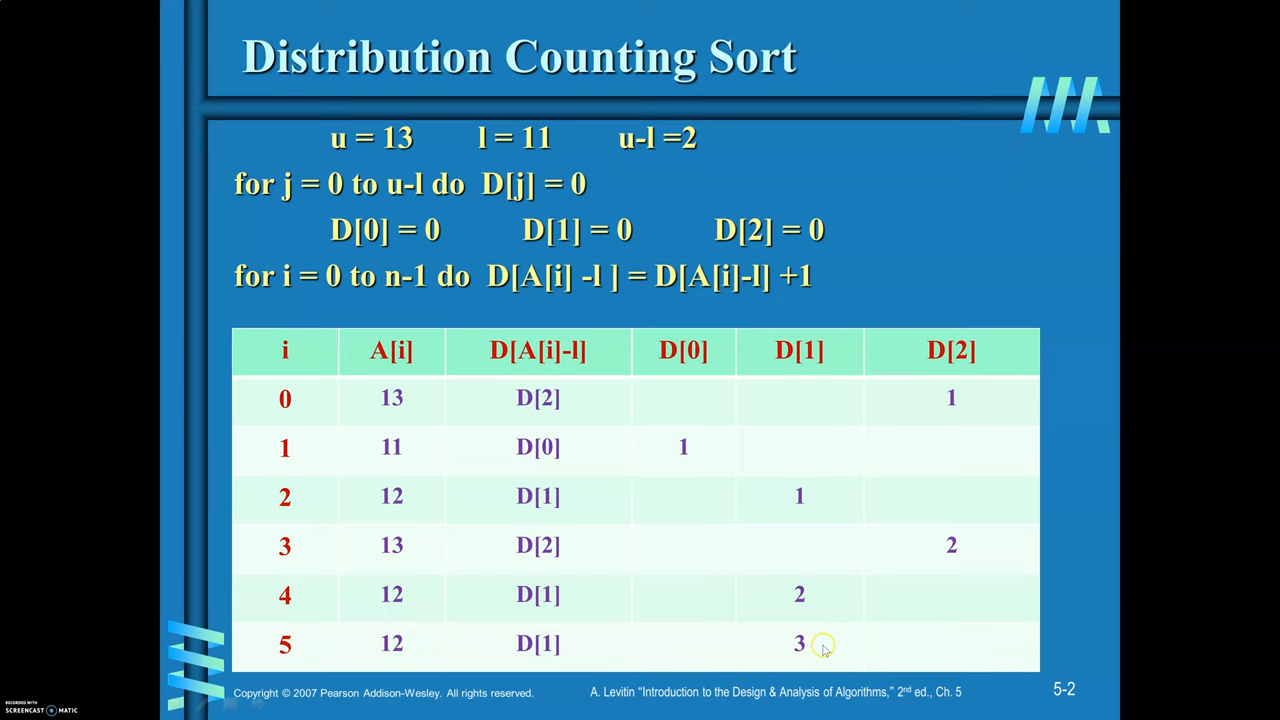 Distribution Counting Sort
u = 13 l = 11 u-l =2
for j = 0 to u-l do D[j] = 0
D[0] = 0 D[1] = 0 D[2] = 0
for i = 0 to n-1 do D[A[i] -l ] = D[A[i]-l] +1
i A[i] D[A[i]-l] D[0] D[1] D[2]
0 13 D[2] 1
1 11 D[0] 1
2 12 D[1] 1
3 13 D[2] 2
4 12 D[1] 2
5 12 D[1] 3
Copyright © 2007 Pearson Addison-Wesley. All rights reserved. A. Levitin “Introduction to the Design & Analysis of Algorithms,” 2nd ed., Ch. 5 5-2
RECORDED WITH
SCREENCAST MATIC